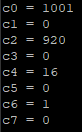 c0 = 1001
c1 = 0
c2 = 920
c3 = 0
c4 = 16
c5 = 0
c6 = 1
c7 = 0